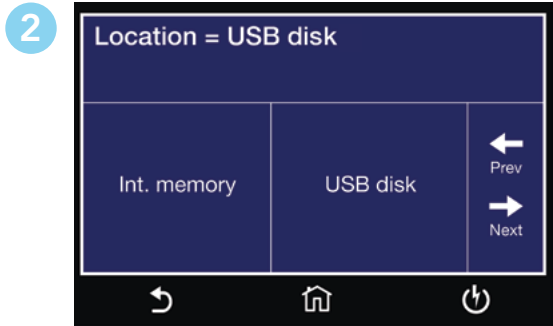 2
Location = USB disk
Int. memory
USB disk
Prev
Next